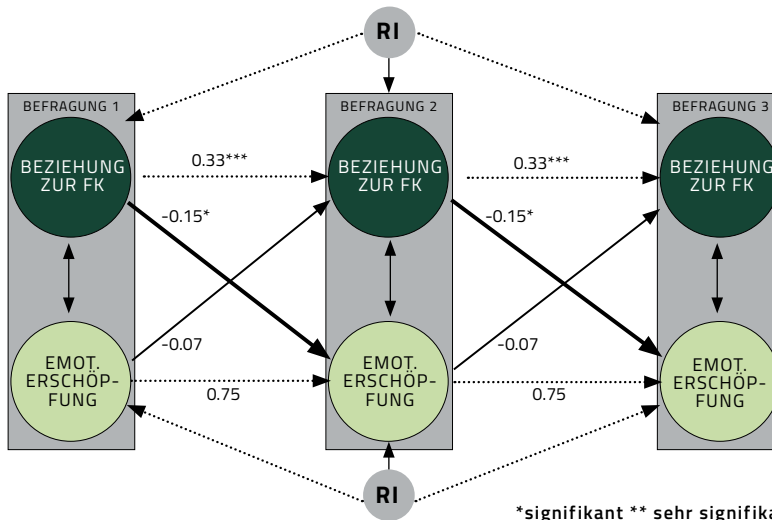 RI
BEFRAGUNG 1
BEFRAGUNG 2
BEFRAGUNG 3
BEZIEHUNG
ZUR FK
0.33***
BEZIEHUNG
ZUR FK
0.33***
BEZIEHUNG
ZUR FK
-0.15*
-0.15*
-0.07
-0.07
EMOT.
ERSCHÖP-
FUNG
0.75
EMOT.
ERSCHÖP-
FUNG
0.75
EMOT.
ERSCHÖP-
FUNG
RI
*signifikant ** sehr